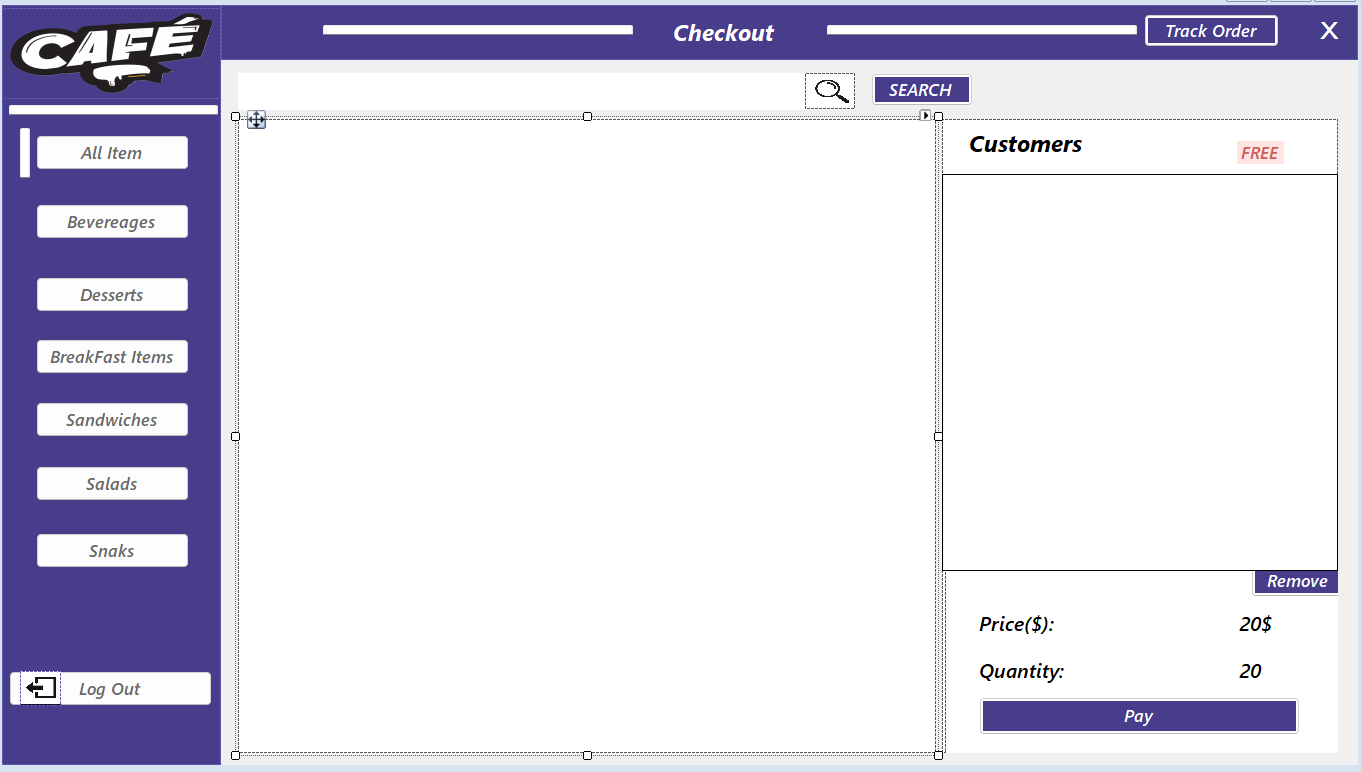 CAFÉ
Checkout
Track Order
X
SEARCH
All Item
Bevereages
Desserts
BreakFast Items
Sandwiches
Salads
Snaks
Log Out
Customers
FREE
Remove
Price($):
20$
Quantity:
20
Pay